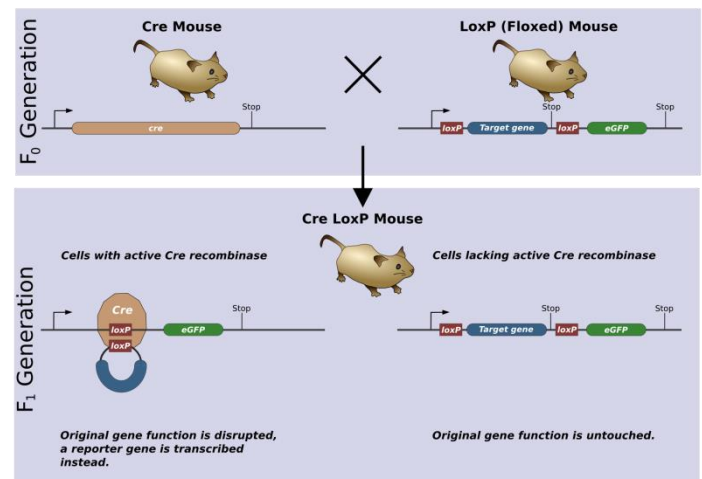 F0 Generation
Cre Mouse
LoxP (Floxed) Mouse
Stop
cre
Stop
loxP Target gene loxP eGFP
F1 Generation
Cre LoxP Mouse
Cells with active Cre recombinase
Cells lacking active Cre recombinase
Cre
Stop
loxP eGFP
loxP
Stop
loxP Target gene loxP eGFP
Original gene function is disrupted,
a reporter gene is transcribed
instead.
Original gene function is untouched.